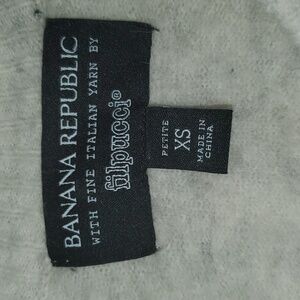 BANANA REPUBLIC
WITH FINE ITALIAN YARN BY
filpucci®
PETITE
XS
MADE IN
CHINA